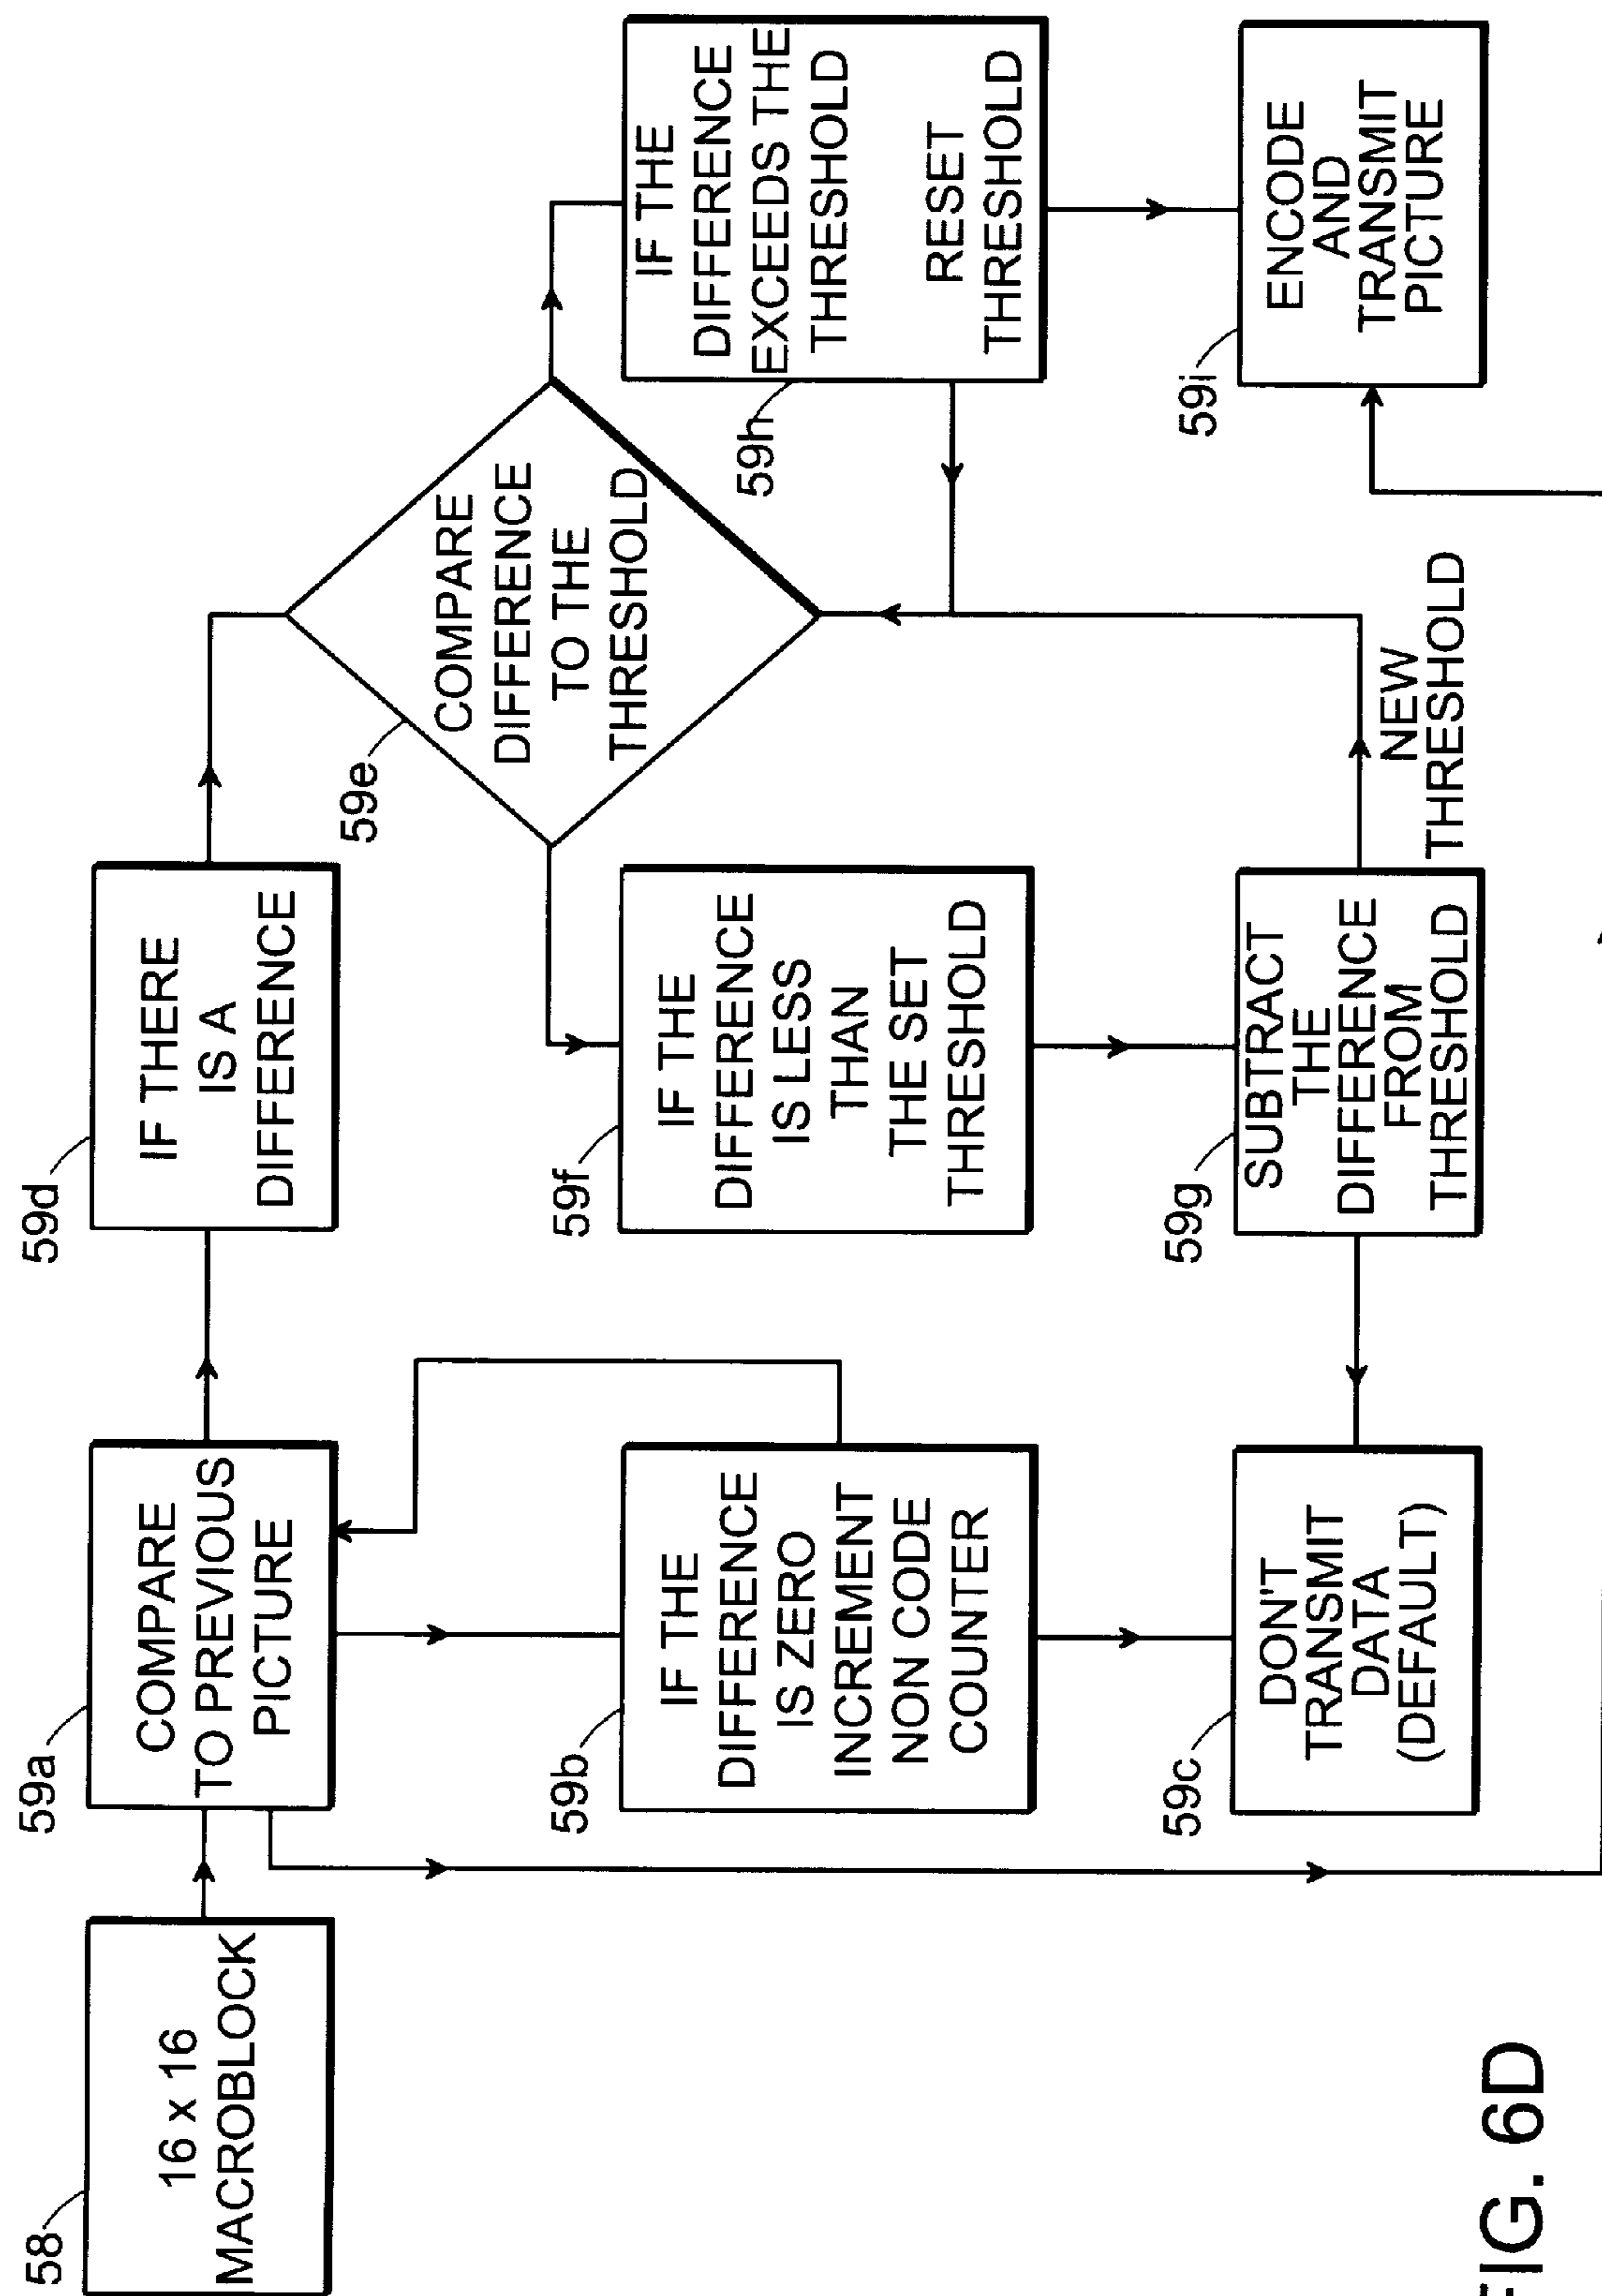 58
16 x 16
MACROBLOCK
59a
COMPARE
TO PREVIOUS
PICTURE
59b
IF THE
DIFFERENCE
IS ZERO
INCREMENT
NON CODE
COUNTER
59c
DON'T
TRANSMIT
DATA
(DEFAULT)
59d
IF THERE
IS A
DIFFERENCE
59e
COMPARE
DIFFERENCE
TO THE
THRESHOLD
59f
IF THE
DIFFERENCE
IS LESS
THAN
THE SET
THRESHOLD
59g
SUBTRACT
THE
DIFFERENCE
FROM
THRESHOLD
NEW
THRESHOLD
59h
IF THE
DIFFERENCE
EXCEEDS THE
THRESHOLD
RESET
THRESHOLD
59i
ENCODE
AND
TRANSMIT
PICTURE
FIG. 6D